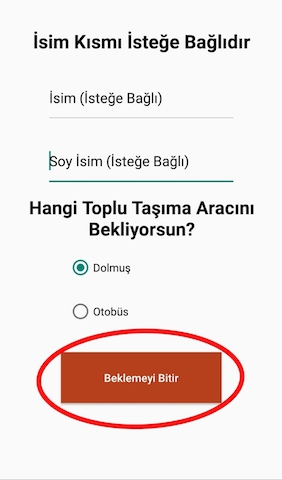 İsim Kısmı İsteğe Bağlıdır
İsim (İsteğe Bağlı)
Soy İsim (İsteğe Bağlı)
Hangi Toplu Taşıma Aracını
Bekliyorsun?
Dolmuş
Otobüs
Beklemeyi Bitir